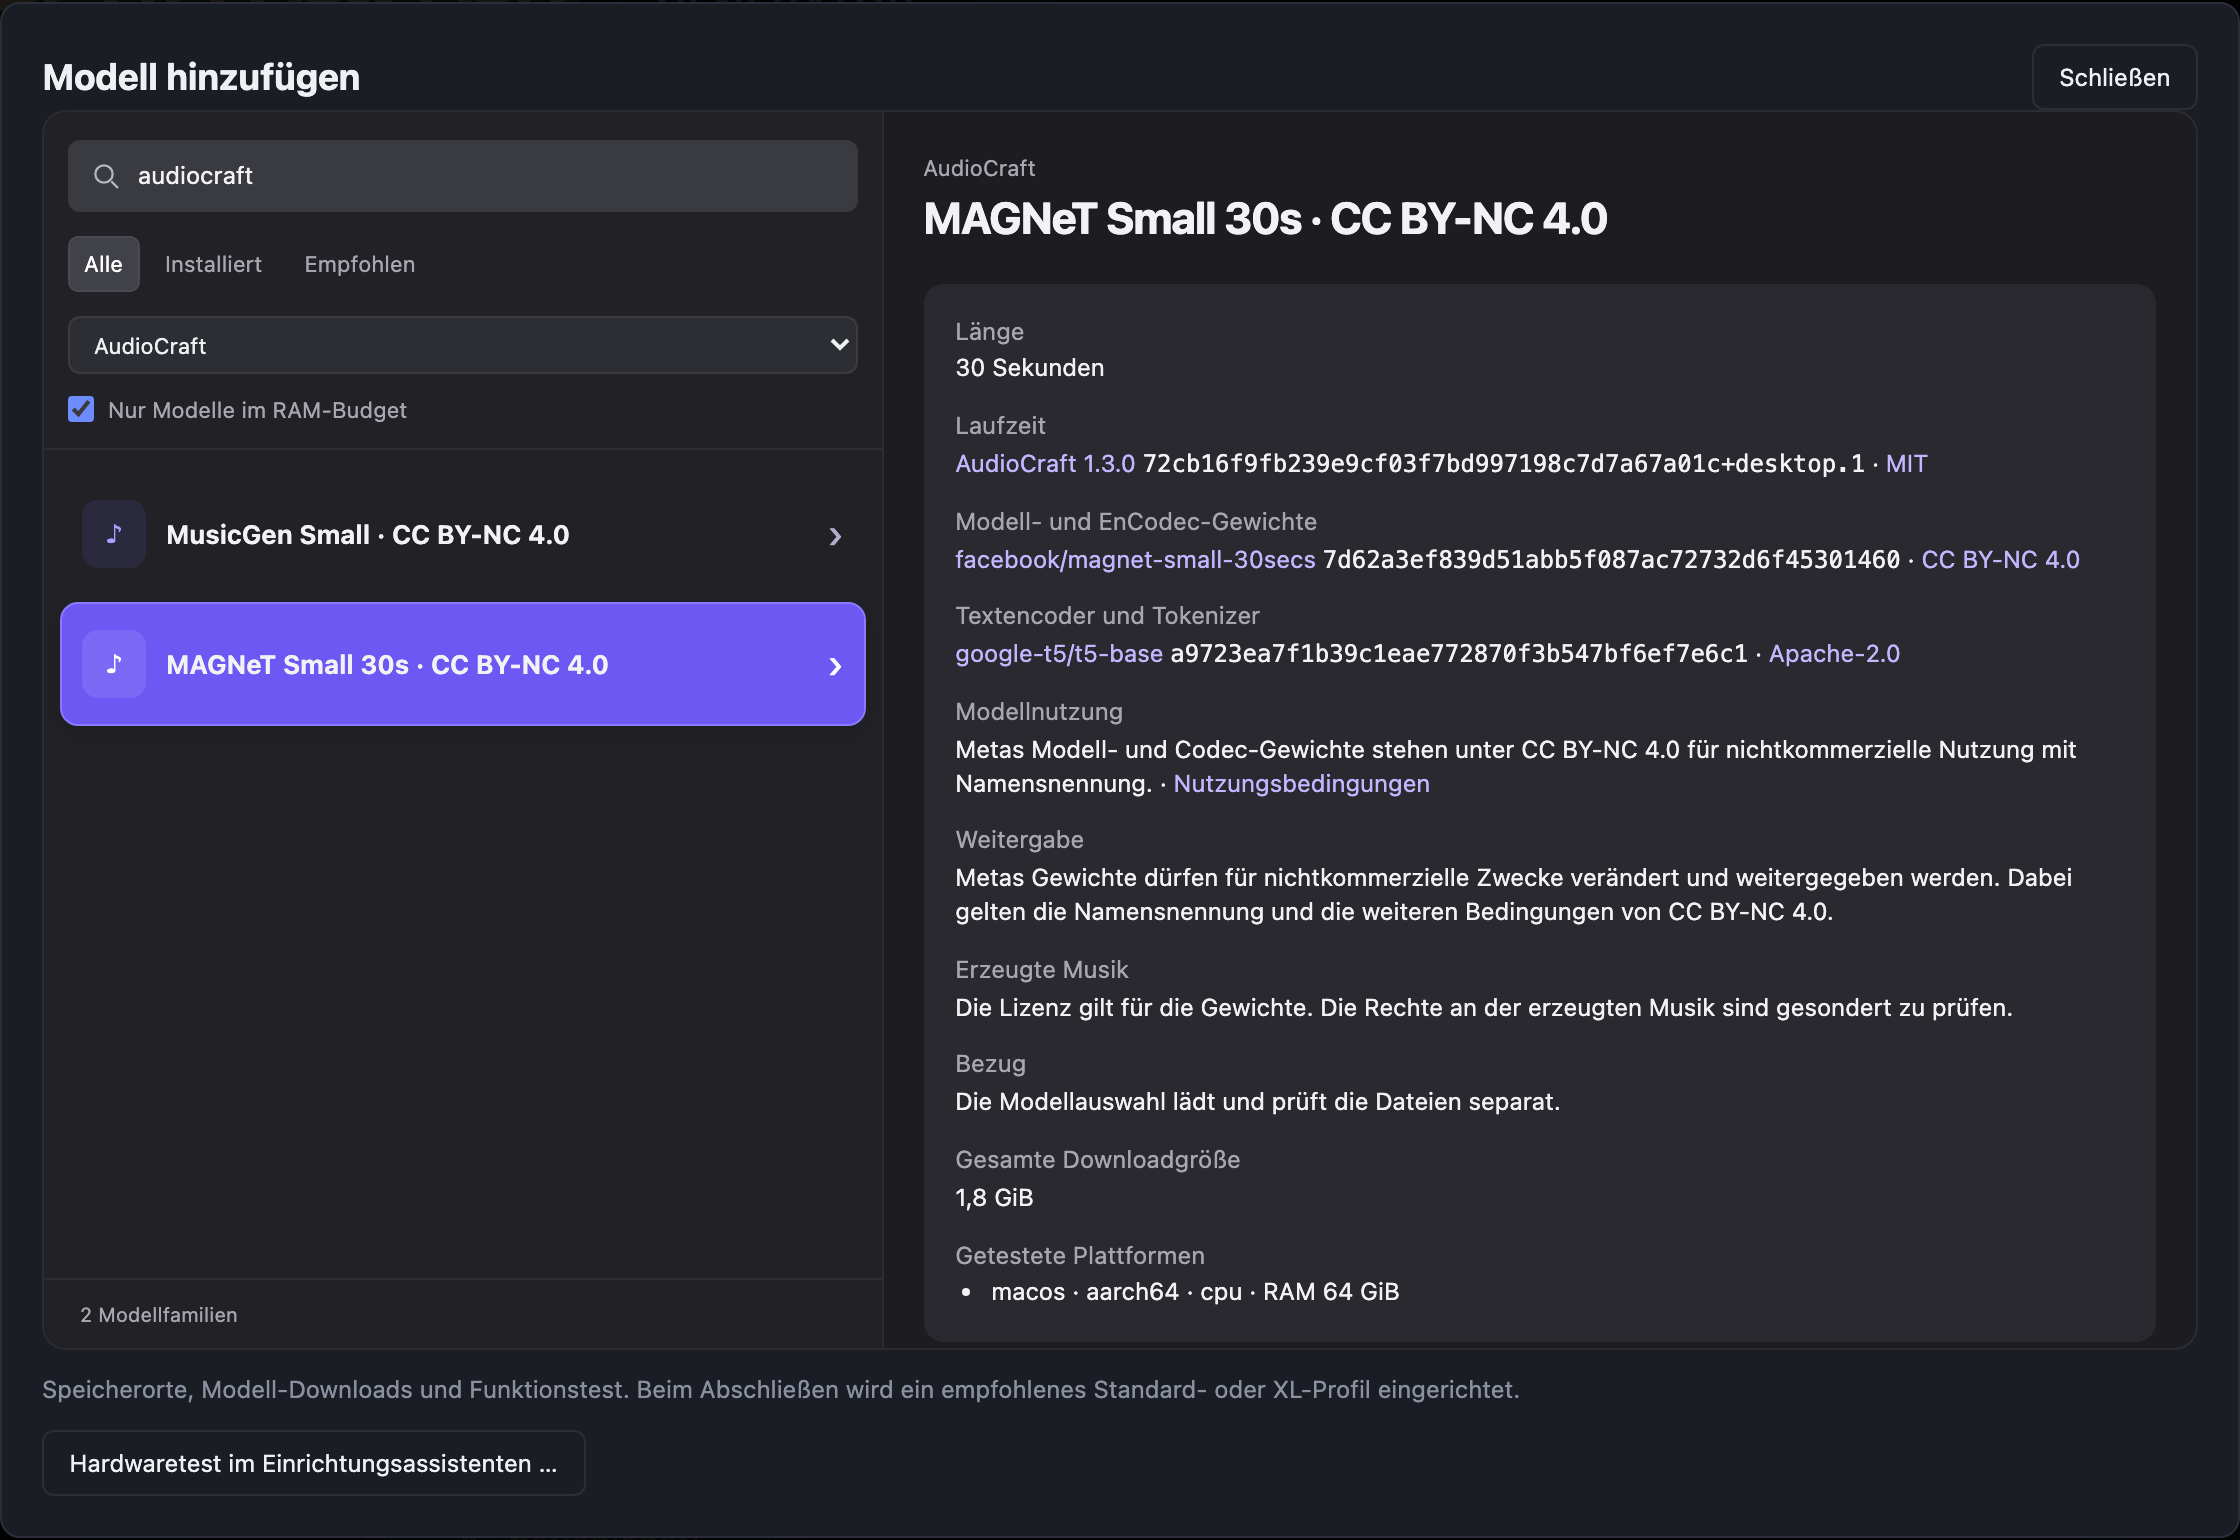 Modell hinzufügen
Schließen
audiocraft
Alle
Installiert
Empfohlen
AudioCraft
Nur Modelle im RAM-Budget
MusicGen Small · CC BY-NC 4.0
MAGNeT Small 30s · CC BY-NC 4.0
2 Modellfamilien
AudioCraft
MAGNeT Small 30s · CC BY-NC 4.0
Länge
30 Sekunden
Laufzeit
AudioCraft 1.3.0 72cb16f9fb239e9cf03f7bd997198c7d7a67a01c+desktop.1 · MIT
Modell- und EnCodec-Gewichte
facebook/magnet-small-30secs 7d62a3ef839d51abb5f087ac72732d6f45301460 · CC BY-NC 4.0
Textencoder und Tokenizer
google-t5/t5-base a9723ea7f1b39c1eae772870f3b547bf6ef7e6c1 · Apache-2.0
Modellnutzung
Metas Modell- und Codec-Gewichte stehen unter CC BY-NC 4.0 für nichtkommerzielle Nutzung mit
Namensnennung. · Nutzungsbedingungen
Weitergabe
Metas Gewichte dürfen für nichtkommerzielle Zwecke verändert und weitergegeben werden. Dabei
gelten die Namensnennung und die weiteren Bedingungen von CC BY-NC 4.0.
Erzeugte Musik
Die Lizenz gilt für die Gewichte. Die Rechte an der erzeugten Musik sind gesondert zu prüfen.
Bezug
Die Modellauswahl lädt und prüft die Dateien separat.
Gesamte Downloadgröße
1,8 GiB
Getestete Plattformen
• macos · aarch64 · cpu · RAM 64 GiB
Speicherorte, Modell-Downloads und Funktionstest. Beim Abschließen wird ein empfohlenes Standard- oder XL-Profil eingerichtet.
Hardwaretest im Einrichtungsassistenten ...